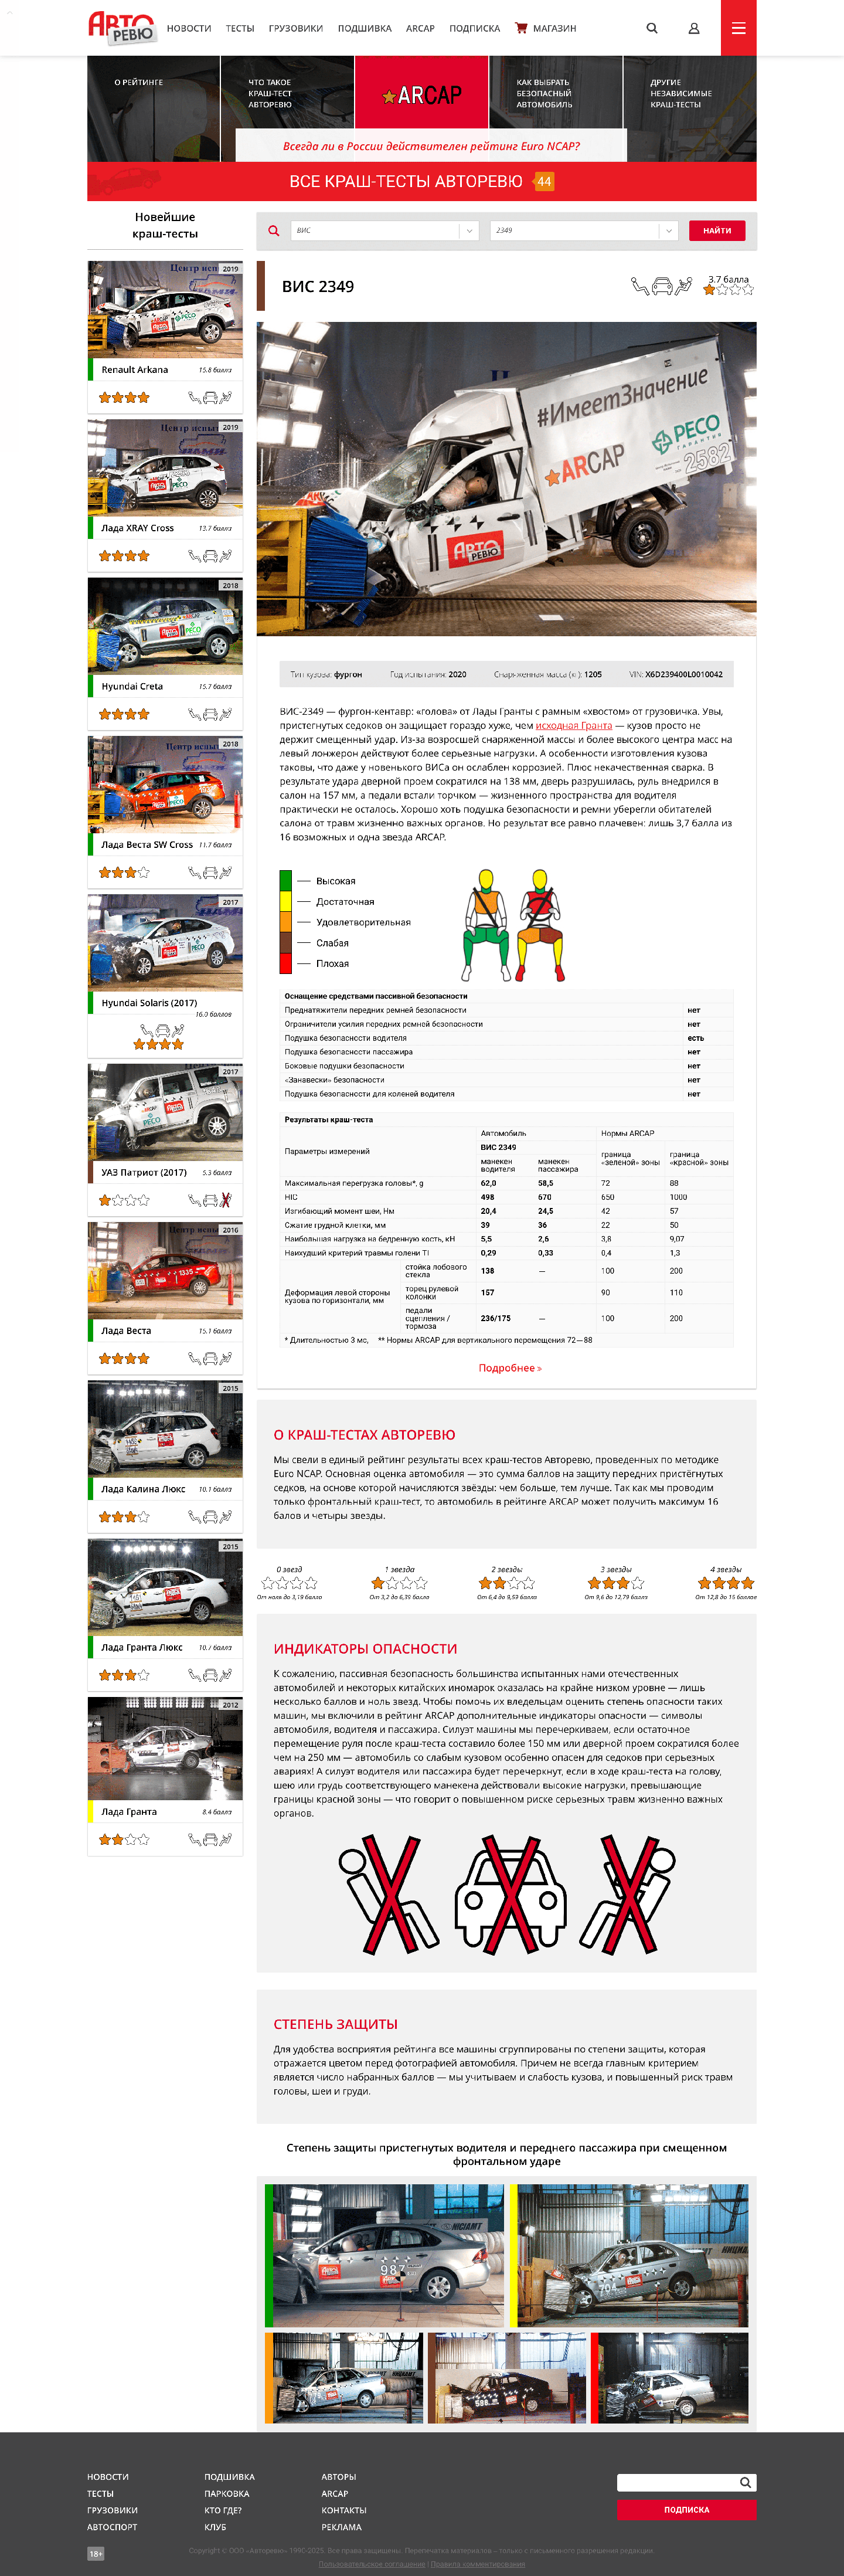 АВТО
РЕВЮ
НОВОСТИ
ТЕСТЫ
ГРУЗОВИКИ
ПОДШИВКА
ARCAP
ПОДПИСКА
МАГАЗИН
О РЕЙТИНГЕ
ЧТО ТАКОЕ
КРАШ-ТЕСТ
АВТОРЕВЮ
ARCAP
КАК ВЫБРАТЬ
БЕЗОПАСНЫЙ
АВТОМОБИЛЬ
ДРУГИЕ
НЕЗАВИСИМЫЕ
КРАШ-ТЕСТЫ
Всегда ли в России действителен рейтинг Euro NCAP?
ВСЕ КРАШ-ТЕСТЫ АВТОРЕВЮ 44
Новейшие
краш-тесты
2019
Renault Arkana 15.8 балла
2019
Лада XRAY Cross 13.7 балла
2018
Hyundai Creta 15.7 балла
2018
Лада Веста SW Cross 11.7 балла
2017
Hyundai Solaris (2017)
16.0 баллов
2017
УАЗ Патриот (2017) 5.3 балла
2016
Лада Веста 15.1 балла
2015
Лада Калина Люкс 10.1 балла
2015
Лада Гранта Люкс 10.7 балла
2012
Лада Гранта 8.4 балла
ВИС
2349
НАЙТИ
ВИС 2349
3.7 балла
#ИмеетЗначение
ARCAP
РЕСО
ГАРАНТИЯ
2582
АВТО
РЕВЮ
Тип кузова: фургон Год испытания: 2020 Снаряженная масса (кг): 1205 VIN: X6D239400L0010042
ВИС-2349 — фургон-кентавр: «голова» от Лады Гранты с рамным «хвостом» от грузовичка. Увы,
пристегнутых седоков он защищает гораздо хуже, чем исходная Гранта — кузов просто не
держит смещенный удар. Из-за возросшей снаряженной массы и более высокого центра масс на
левый лонжерон действуют более серьезные нагрузки. А особенности изготовления кузова
таковы, что даже у новенького ВИСа он ослаблен коррозией. Плюс некачественная сварка. В
результате удара дверной проем сократился на 138 мм, дверь разрушилась, руль внедрился в
салон на 157 мм, а педали встали торчком — жизненного пространства для водителя
практически не осталось. Хорошо хоть подушка безопасности и ремни уберегли обитателей
салона от травм жизненно важных органов. Но результат все равно плачевен: лишь 3,7 балла из
16 возможных и одна звезда ARCAP.
Высокая
Достаточная
Удовлетворительная
Слабая
Плохая
Оснащение средствами пассивной безопасности
Преднатяжители передних ремней безопасности нет
Ограничители усилия передних ремней безопасности нет
Подушка безопасности водителя есть
Подушка безопасности пассажира нет
Боковые подушки безопасности нет
«Занавески» безопасности нет
Подушка безопасности для коленей водителя нет
Результаты краш-теста
Параметры измерений
Автомобиль
Нормы ARCAP
ВИС 2349
манекен
водителя
манекен
пассажира
граница
«зеленой» зоны
граница
«красной» зоны
Максимальная перегрузка головы*, g 62,0 58,5 72 88
HIC 498 670 650 1000
Изгибающий момент шеи, Нм 20,4 24,5 42 57
Сжатие грудной клетки, мм 39 36 22 50
Наибольшая нагрузка на бедренную кость, кН 5,5 2,6 3,8 9,07
Наихудший критерий травмы голени TI 0,29 0,33 0,4 1,3
Деформация левой стороны
кузова по горизонтали, мм
стойка лобового
стекла
138 — 100 200
торец рулевой
колонки
157 90 110
педали
сцепления /
тормоза
236/175 — 100 200
* Длительностью 3 мс, ** Нормы ARCAP для вертикального перемещения 72—88
Подробнее »
О КРАШ-ТЕСТАХ АВТОРЕВЮ
Мы свели в единый рейтинг результаты всех краш-тестов Авторевю, проведенных по методике
Euro NCAP. Основная оценка автомобиля — это сумма баллов на защиту передних пристёгнутых
седков, на основе которой начисляются звёзды: чем больше, тем лучше. Так как мы проводим
только фронтальный краш-тест, то автомобиль в рейтинге ARCAP может получить максимум 16
балов и четыры звезды.
0 звезд
От ноля до 3,19 балла
1 звезда
От 3,2 до 6,39 балла
2 звезды
От 6,4 до 9,59 балла
3 звезды
От 9,6 до 12,79 балла
4 звезды
От 12,8 до 16 баллов
ИНДИКАТОРЫ ОПАСНОСТИ
К сожалению, пассивная безопасность большинства испытанных нами отечественных
автомобилей и некоторых китайских иномарок оказалась на крайне низком уровне — лишь
несколько баллов и ноль звезд. Чтобы помочь их владельцам оценить степень опасности таких
машин, мы включили в рейтинг ARCAP дополнительные индикаторы опасности — символы
автомобиля, водителя и пассажира. Силуэт машины мы перечеркиваем, если остаточное
перемещение руля после краш-теста составило более 150 мм или дверной проем сократился более
чем на 250 мм — автомобиль со слабым кузовом особенно опасен для седоков при серьезных
авариях! А силуэт водителя или пассажира будет перечеркнут, если в ходе краш-теста на голову,
шею или грудь соответствующего манекена действовали высокие нагрузки, превышающие
границы красной зоны — что говорит о повышенном риске серьезных травм жизненно важных
органов.
СТЕПЕНЬ ЗАЩИТЫ
Для удобства восприятия рейтинга все машины сгруппированы по степени защиты, которая
отражается цветом перед фотографией автомобиля. Причем не всегда главным критерием
является число набранных баллов — мы учитываем и слабость кузова, и повышенный риск травм
головы, шеи и груди.
Степень защиты пристегнутых водителя и переднего пассажира при смещенном
фронтальном ударе
987
704
НОВОСТИ
ТЕСТЫ
ГРУЗОВИКИ
АВТОСПОРТ
ПОДШИВКА
ПАРКОВКА
КТО ГДЕ?
КЛУБ
АВТОРЫ
ARCAP
КОНТАКТЫ
РЕКЛАМА
ПОДПИСКА
18+
Copyright © ООО «Авторевю» 1990-2025. Все права защищены. Перепечатка материалов – только с письменного разрешения редакции.
Пользовательское соглашение | Правила комментирования